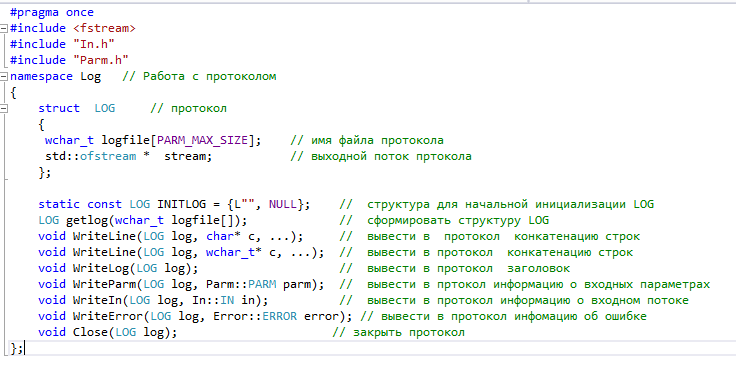 #pragma once
#include <fstream>
#include "In.h"
#include "Parm.h"
namespace Log   // Работа с протоколом
{
    struct  LOG     // протокол
    {
     wchar_t logfile[PARM_MAX_SIZE];    // имя файла протокола
     std::ofstream *  stream;           // выходной поток пртокола
    };
    static const LOG INITLOG = {L"", NULL};    //  структура для начальной инициализации LOG
    LOG getlog(wchar_t logfile[]);             //  сформировать структуру LOG
    void WriteLine(LOG log, char* c, ...);     //  вывести в  протокол  конкатенацию строк
    void WriteLine(LOG log, wchar_t* c, ...);  //  вывести в протокол  конкатенацию строк
    void WriteLog(LOG log);                    //  вывести в протокол  заголовок
    void WriteParm(LOG log, Parm::PARM parm);  //  вывести в пртокол информацию о входных параметрах
    void WriteIn(LOG log, In::IN in);          //  вывести в протокол информацию о входном потоке
    void WriteError(LOG log, Error::ERROR error); // вывести в протокол инфомацию об ошибке
    void Close(LOG log);                      // закрыть протокол
};